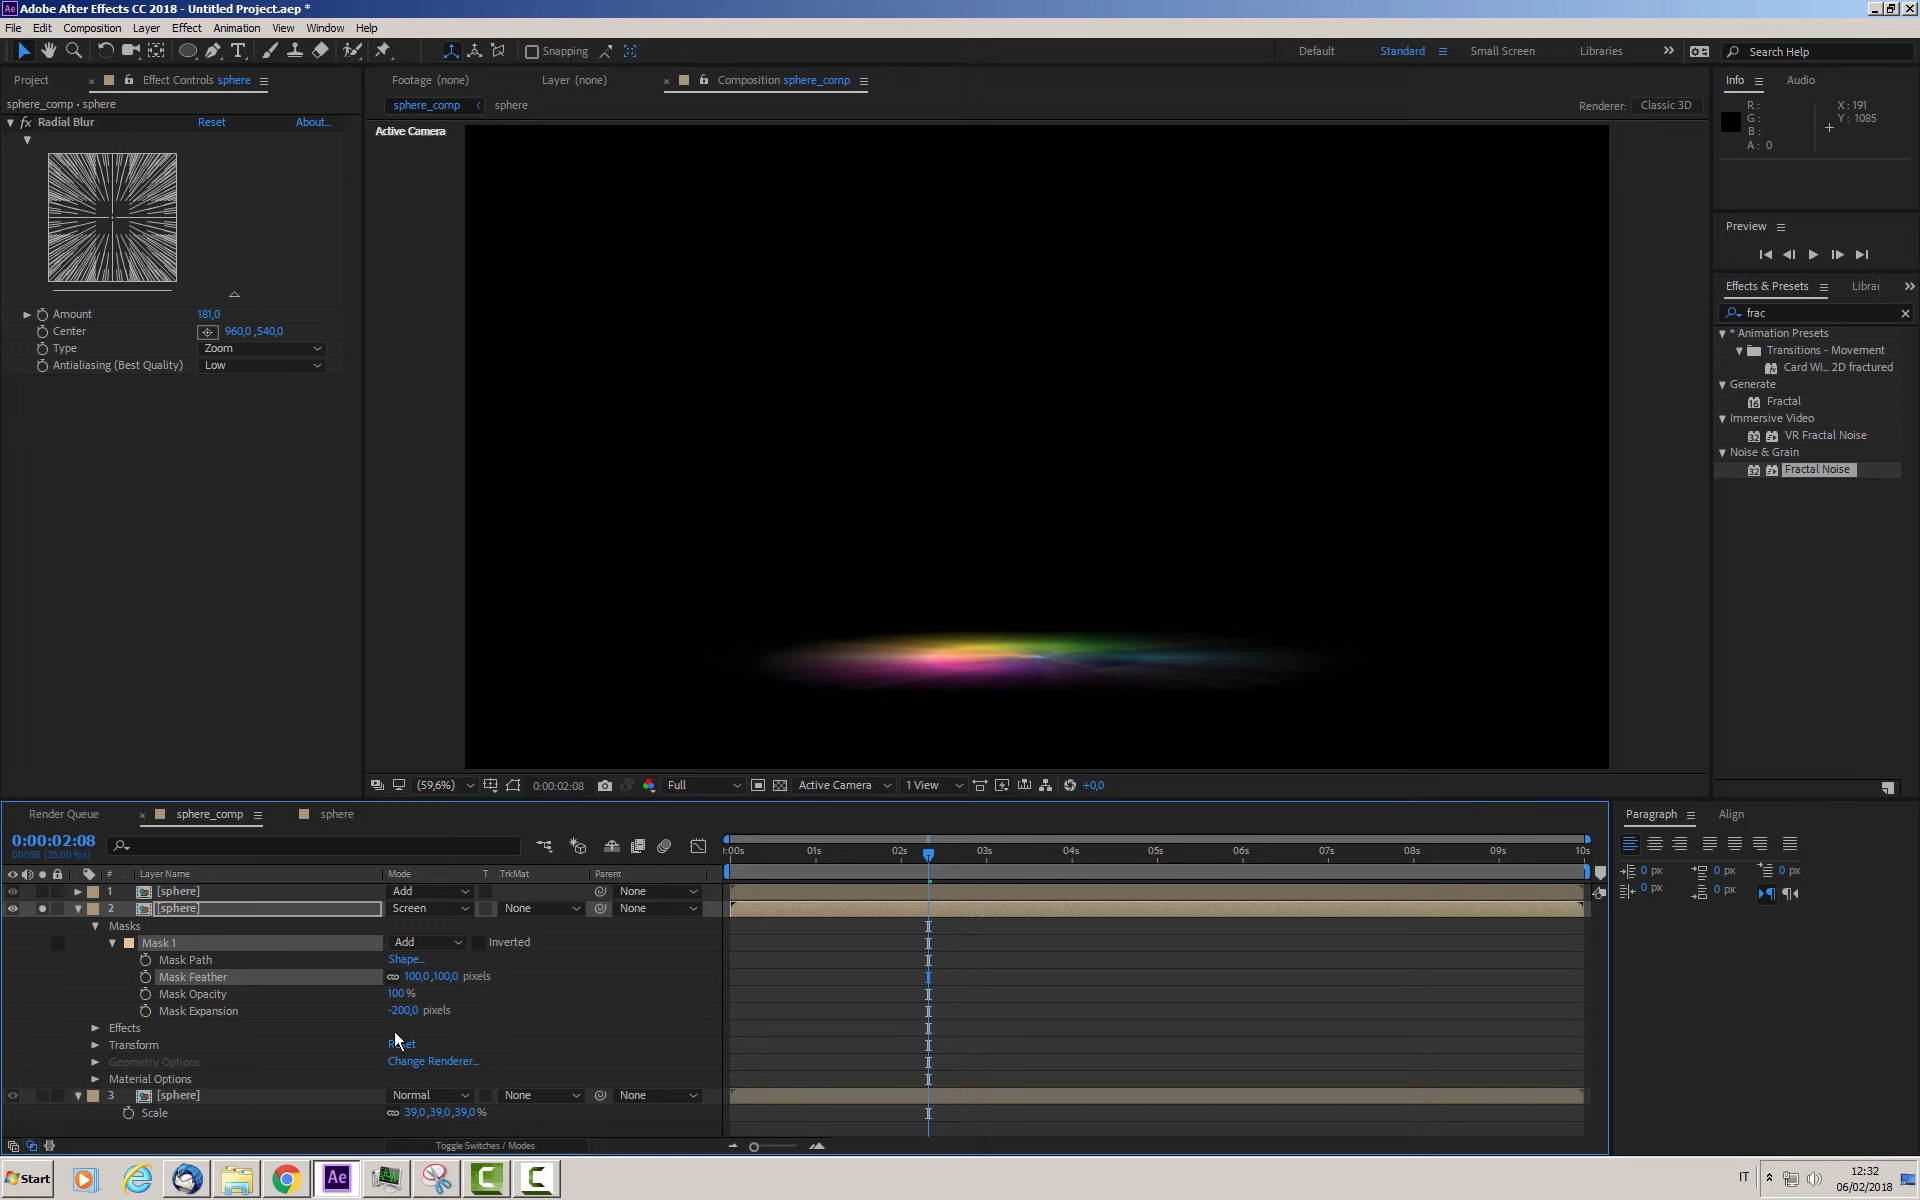 Adobe After Effects CC 2018 - Untitled Project.aep *
File Edit Composition Layer Effect Animation View Window Help
Snapping
Default Standard Small Screen Libraries
Search Help
Project Effect Controls sphere
sphere_comp • sphere
fx Radial Blur Reset About...
Amount 181,0
Center 960,0 ,540,0
Type Zoom
Antialiasing (Best Quality) Low
Footage (none) Layer (none) Composition sphere_comp
sphere_comp sphere
Renderer: Classic 3D
Active Camera
Info Audio
R : X : 191
G : Y : 1085
B :
A : 0
Preview
Effects & Presets Librar
frac
* Animation Presets
Transitions - Movement
Card Wi... 2D fractured
Generate
Fractal
Immersive Video
VR Fractal Noise
Noise & Grain
Fractal Noise
(59,6%) 0:00:02:08 Full Active Camera 1 View +0,0
Render Queue sphere_comp sphere
0:00:02:08
00058 (25.00 fps)
:00s 01s 02s 03s 04s 05s 06s 07s 08s 09s 10s
# Layer Name Mode T .TrkMat Parent
1 [sphere] Add None
2 [sphere] Screen None None
Masks
Mask 1 Add Inverted
Mask Path Shape...
Mask Feather 100,0 ,100,0 pixels
Mask Opacity 100 %
Mask Expansion -200,0 pixels
Effects
Transform
Geometry Options Change Renderer...
Material Options
3 [sphere] Normal None None
Scale 39,0 ,39,0 ,39,0 %
Toggle Switches / Modes
Paragraph Align
0 px 0 px 0 px
0 px 0 px
Start
Ae
IT
12:32
06/02/2018